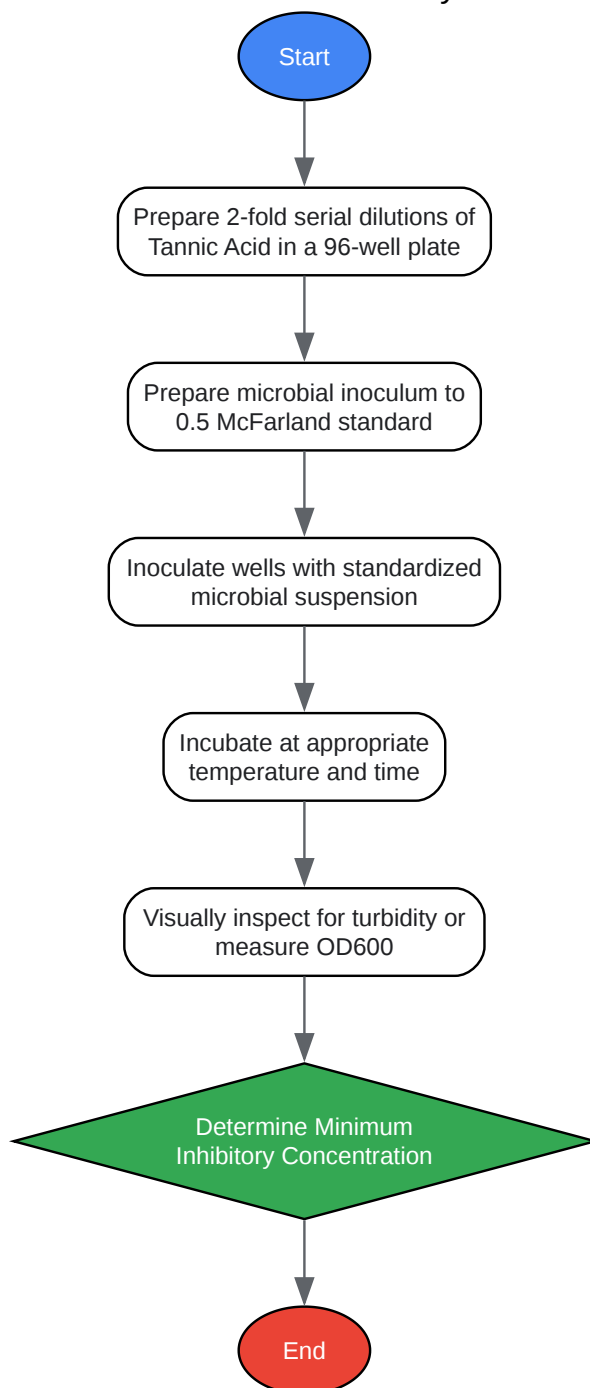 Start
Prepare 2-fold serial dilutions of
Tannic Acid in a 96-well plate
Prepare microbial inoculum to
0.5 McFarland standard
Inoculate wells with standardized
microbial suspension
Incubate at appropriate
temperature and time
Visually inspect for turbidity or
measure OD600
Determine Minimum
Inhibitory Concentration
End